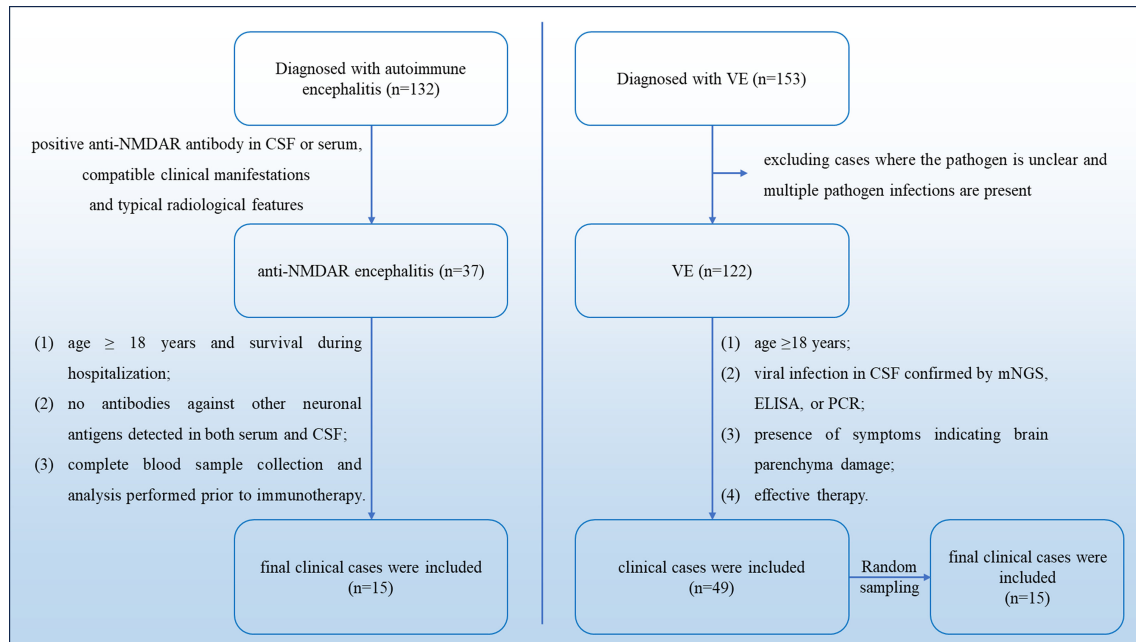 Diagnosed with autoimmune
encephalitis (n=132)
positive anti-NMDAR antibody in CSF or serum,
compatible clinical manifestations
and typical radiological features
anti-NMDAR encephalitis (n=37)
(1) age ≥ 18 years and survival during
hospitalization;
(2) no antibodies against other neuronal
antigens detected in both serum and CSF;
(3) complete blood sample collection and
analysis performed prior to immunotherapy.
final clinical cases were included
(n=15)
Diagnosed with VE (n=153)
excluding cases where the pathogen is unclear and
multiple pathogen infections are present
VE (n=122)
(1) age ≥18 years;
(2) viral infection in CSF confirmed by mNGS,
ELISA, or PCR;
(3) presence of symptoms indicating brain
parenchyma damage;
(4) effective therapy.
clinical cases were included
(n=49)
Random
sampling
final clinical cases were
included
(n=15)